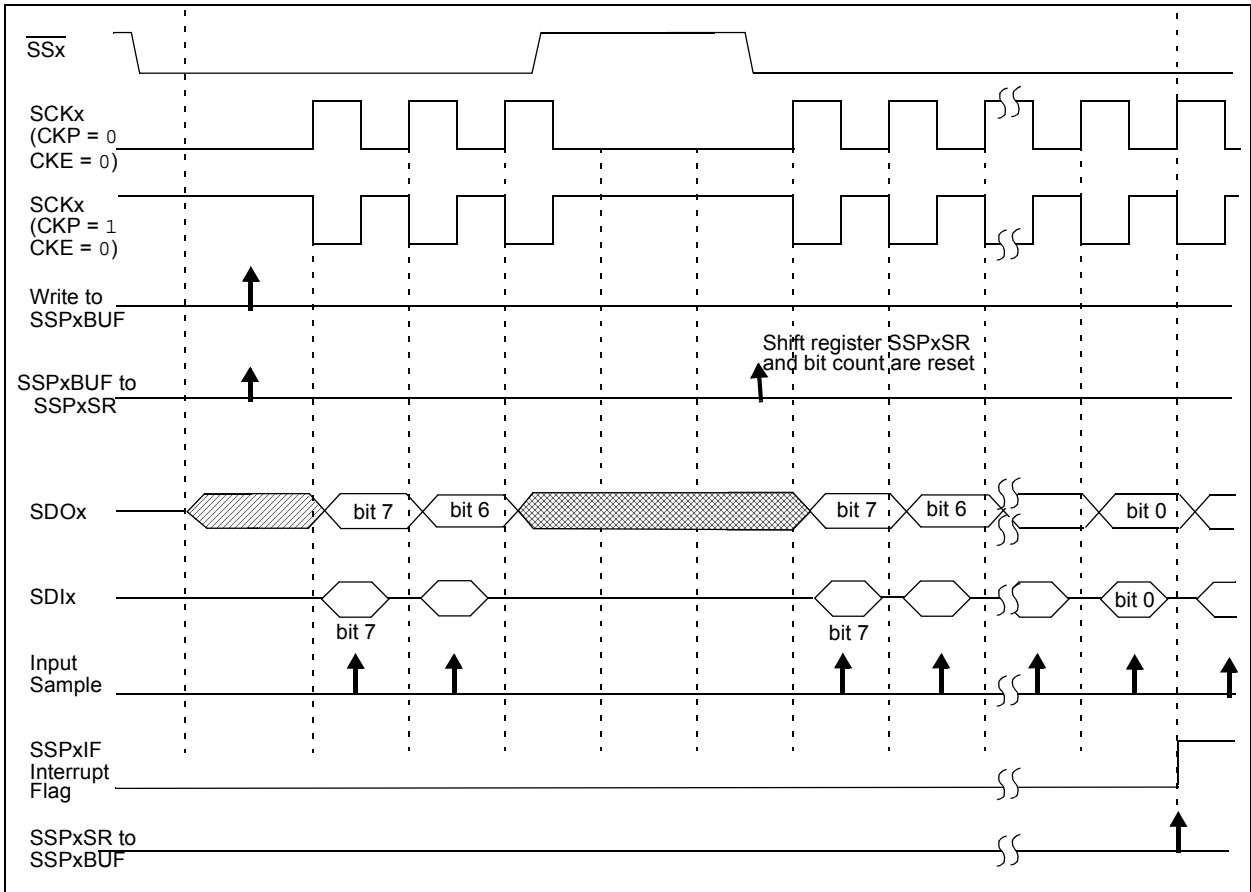 SSx
SCKx
(CKP = 0
CKE = 0)
SCKx
(CKP = 1
CKE = 0)
Write to
SSPxBUF
Shift register SSPxSR
and bit count are reset
SSPxBUF to
SSPxSR
SDOx
bit 7
bit 6
bit 7
bit 6
bit 0
SDIx
bit 0
bit 7
bit 7
Input
Sample
SSPxIF
Interrupt
Flag
SSPxSR to
SSPxBUF